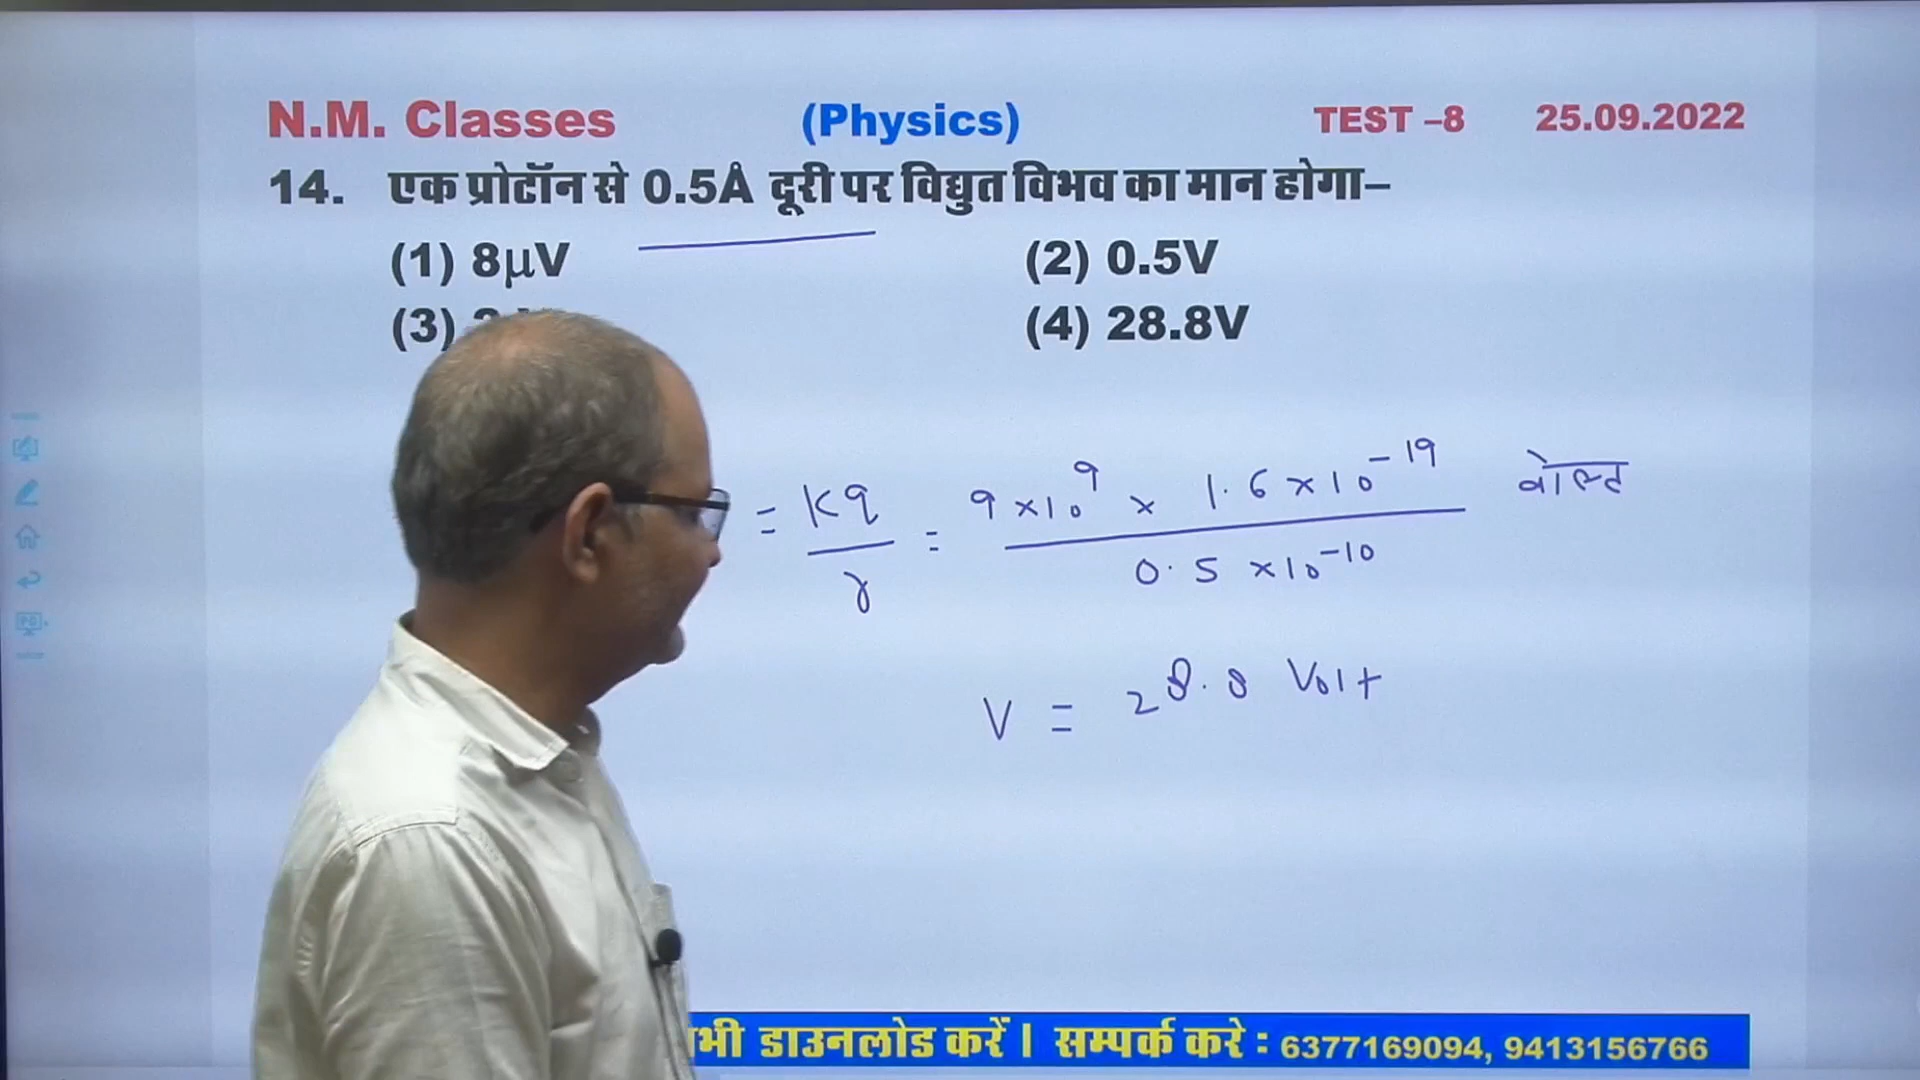 N.M. Classes (Physics) TEST –8 25.09.2022
14. एक प्रोटॉन से 0.5Å दूरी पर विद्युत विभव का मान होगा–
(1) 8μV (2) 0.5V
(3) (4) 28.8V
= Kq / r = 9×10⁹ × 1.6×10⁻¹⁹ / 0.5×10⁻¹⁰ वोल्ट
V = 28.8 Volt
भी डाउनलोड करें । सम्पर्क करे : 6377169094, 9413156766